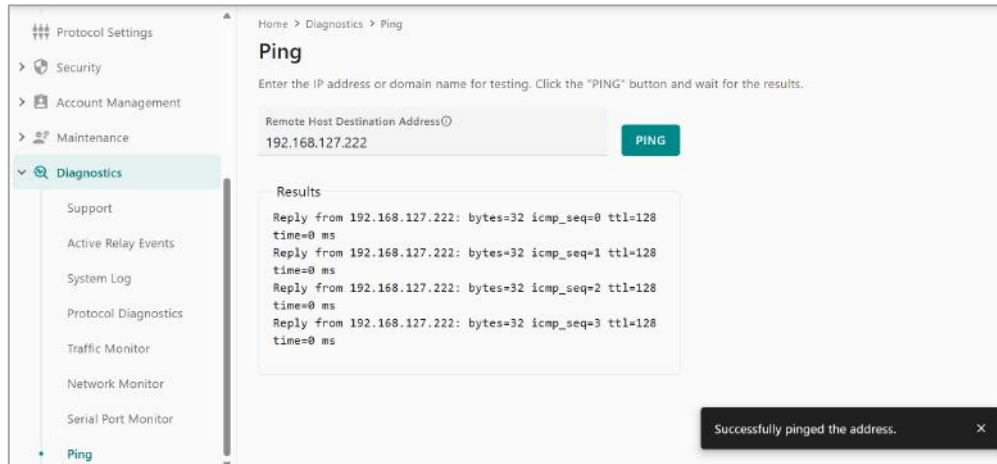 Protocol Settings
Security
Account Management
Maintenance
Diagnostics
Support
Active Relay Events
System Log
Protocol Diagnostics
Traffic Monitor
Network Monitor
Serial Port Monitor
Ping
Home > Diagnostics > Ping
Ping
Enter the IP address or domain name for testing. Click the "PING" button and wait for the results.
Remote Host Destination Address
192.168.127.222
PING
Results
Reply from 192.168.127.222: bytes=32 icmp_seq=0 ttl=128
time=0 ms
Reply from 192.168.127.222: bytes=32 icmp_seq=1 ttl=128
time=0 ms
Reply from 192.168.127.222: bytes=32 icmp_seq=2 ttl=128
time=0 ms
Reply from 192.168.127.222: bytes=32 icmp_seq=3 ttl=128
time=0 ms
Successfully pinged the address.